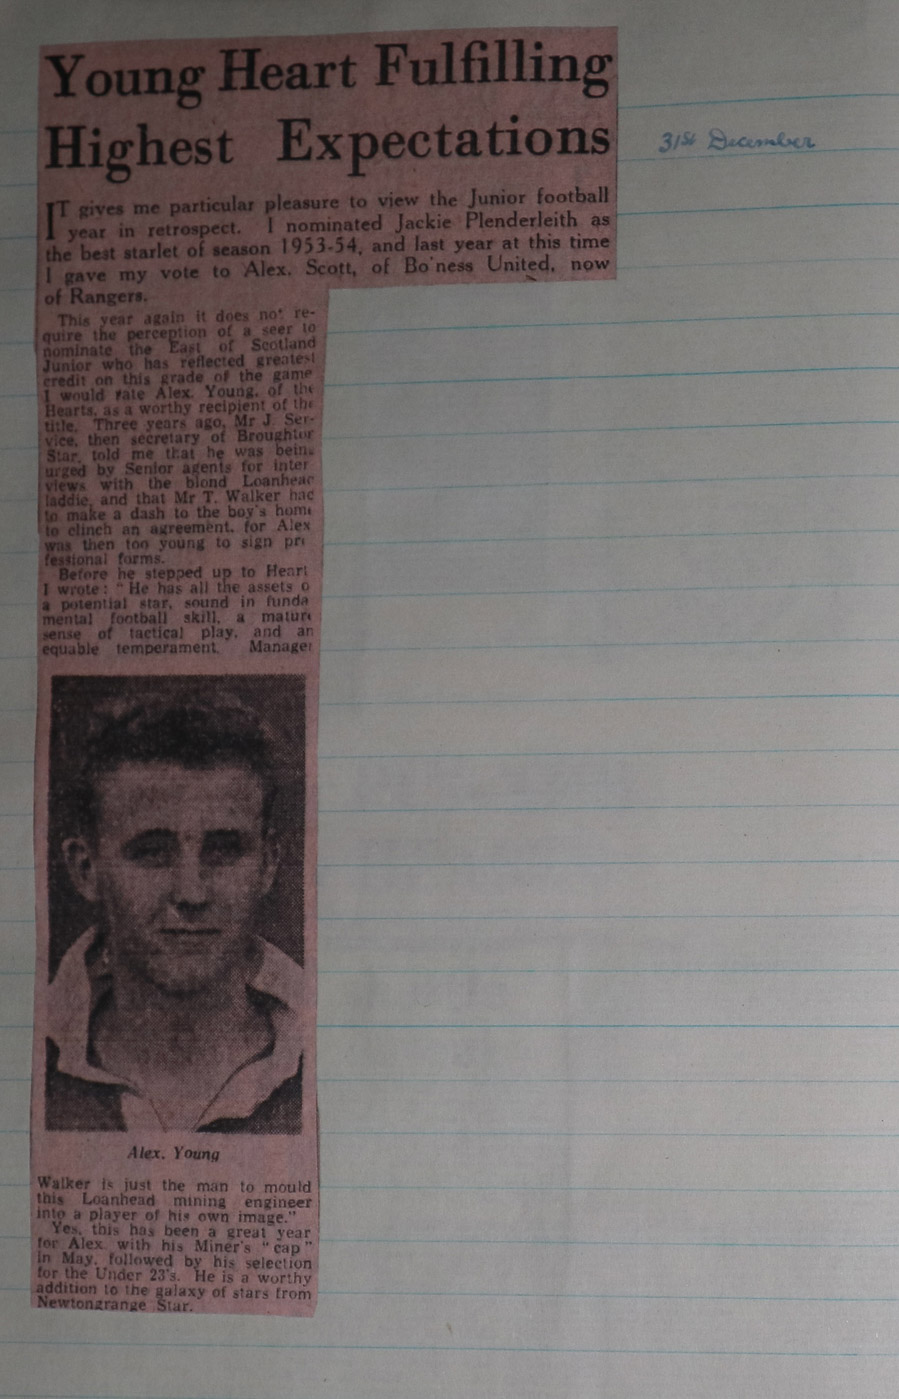 Young Heart Fulfilling
Highest Expectations
31st December
IT gives me particular pleasure to view the Junior football
year in retrospect. I nominated Jackie Plenderleith as
the best starlet of season 1953-54, and last year at this time
I gave my vote to Alex. Scott, of Bo'ness United, now
of Rangers.
This year again it does not re-
quire the perception of a seer to
nominate the East of Scotland
Junior who has reflected greatest
credit on this grade of the game
I would rate Alex. Young, of the
Hearts, as a worthy recipient of the
title. Three years ago, Mr J. Ser-
vice, then secretary of Broughton
Star, told me that he was being
urged by Senior agents for inter
views with the blond Loanhead
laddie, and that Mr T. Walker had
to make a dash to the boy's home
to clinch an agreement, for Alex
was then too young to sign pr
fessional forms.
Before he stepped up to Heart
I wrote: "He has all the assets o
a potential star, sound in funda
mental football skill, a mature
sense of tactical play, and an
equable temperament. Manager
Alex. Young
Walker is just the man to mould
this Loanhead mining engineer
into a player of his own image."
Yes, this has been a great year
for Alex. with his Miner's "cap"
in May, followed by his selection
for the Under 23's. He is a worthy
addition to the galaxy of stars from
Newtongrange Star.